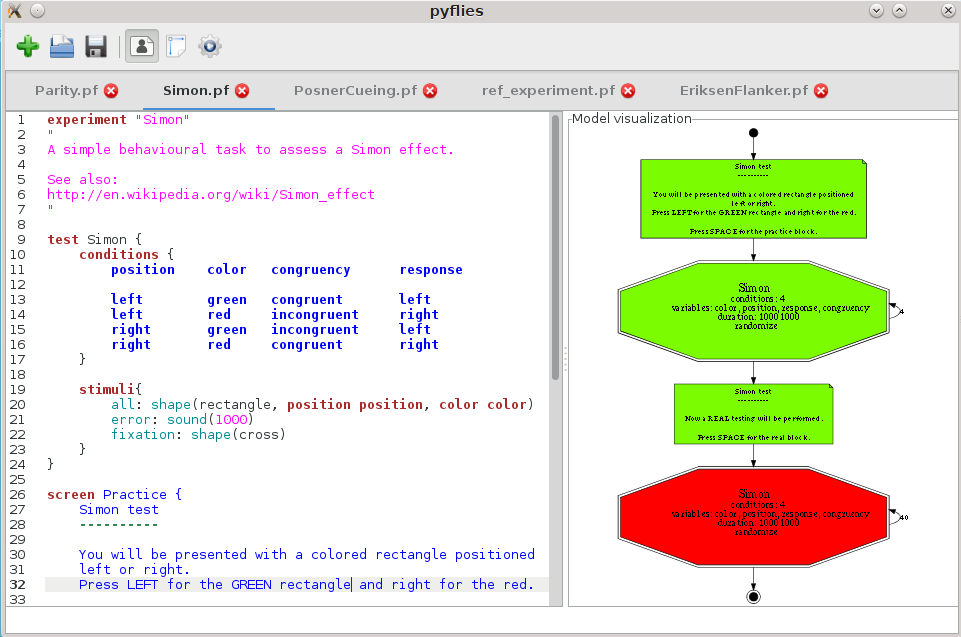 pyflies
Parity.pf
Simon.pf
PosnerCueing.pf
ref_experiment.pf
EriksenFlanker.pf
1 experiment "Simon"
2 "
3 A simple behavioural task to assess a Simon effect.
4
5 See also:
6 http://en.wikipedia.org/wiki/Simon_effect
7 "
8
9 test Simon {
10 conditions {
11 position color congruency response
12
13 left green congruent left
14 left red incongruent right
15 right green incongruent left
16 right red congruent right
17 }
18
19 stimuli{
20 all: shape(rectangle, position position, color color)
21 error: sound(1000)
22 fixation: shape(cross)
23 }
24 }
25
26 screen Practice {
27 Simon test
28 ----------
29
30 You will be presented with a colored rectangle positioned
31 left or right.
32 Press LEFT for the GREEN rectangle and right for the red.
33
Model visualization
Simon test
----------
You will be presented with a colored rectangle positioned
left or right.
Press LEFT for the GREEN rectangle and right for the red.
Press SPACE for the practice block.
Simon
conditions: 4
variables: color, position, response, congruency
duration: 1000 1000
randomize
4
Simon test
----------
Now a REAL testing will be performed.
Press SPACE for the real block.
Simon
conditions: 4
variables: color, position, response, congruency
duration: 1000 1000
randomize
40